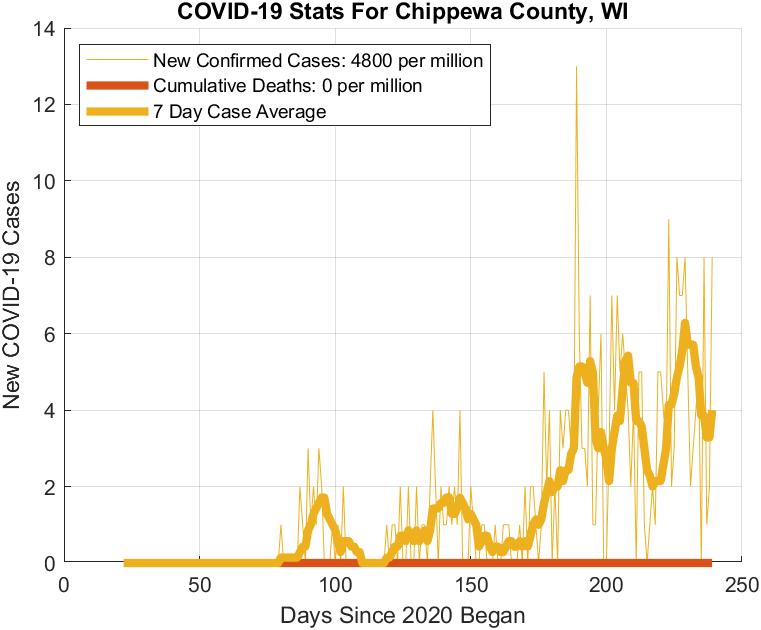 COVID-19 Stats For Chippewa County, WI
14
12
10
8
6
4
2
0
New COVID-19 Cases
New Confirmed Cases: 4800 per million
Cumulative Deaths: 0 per million
7 Day Case Average
0 50 100 150 200 250
Days Since 2020 Began